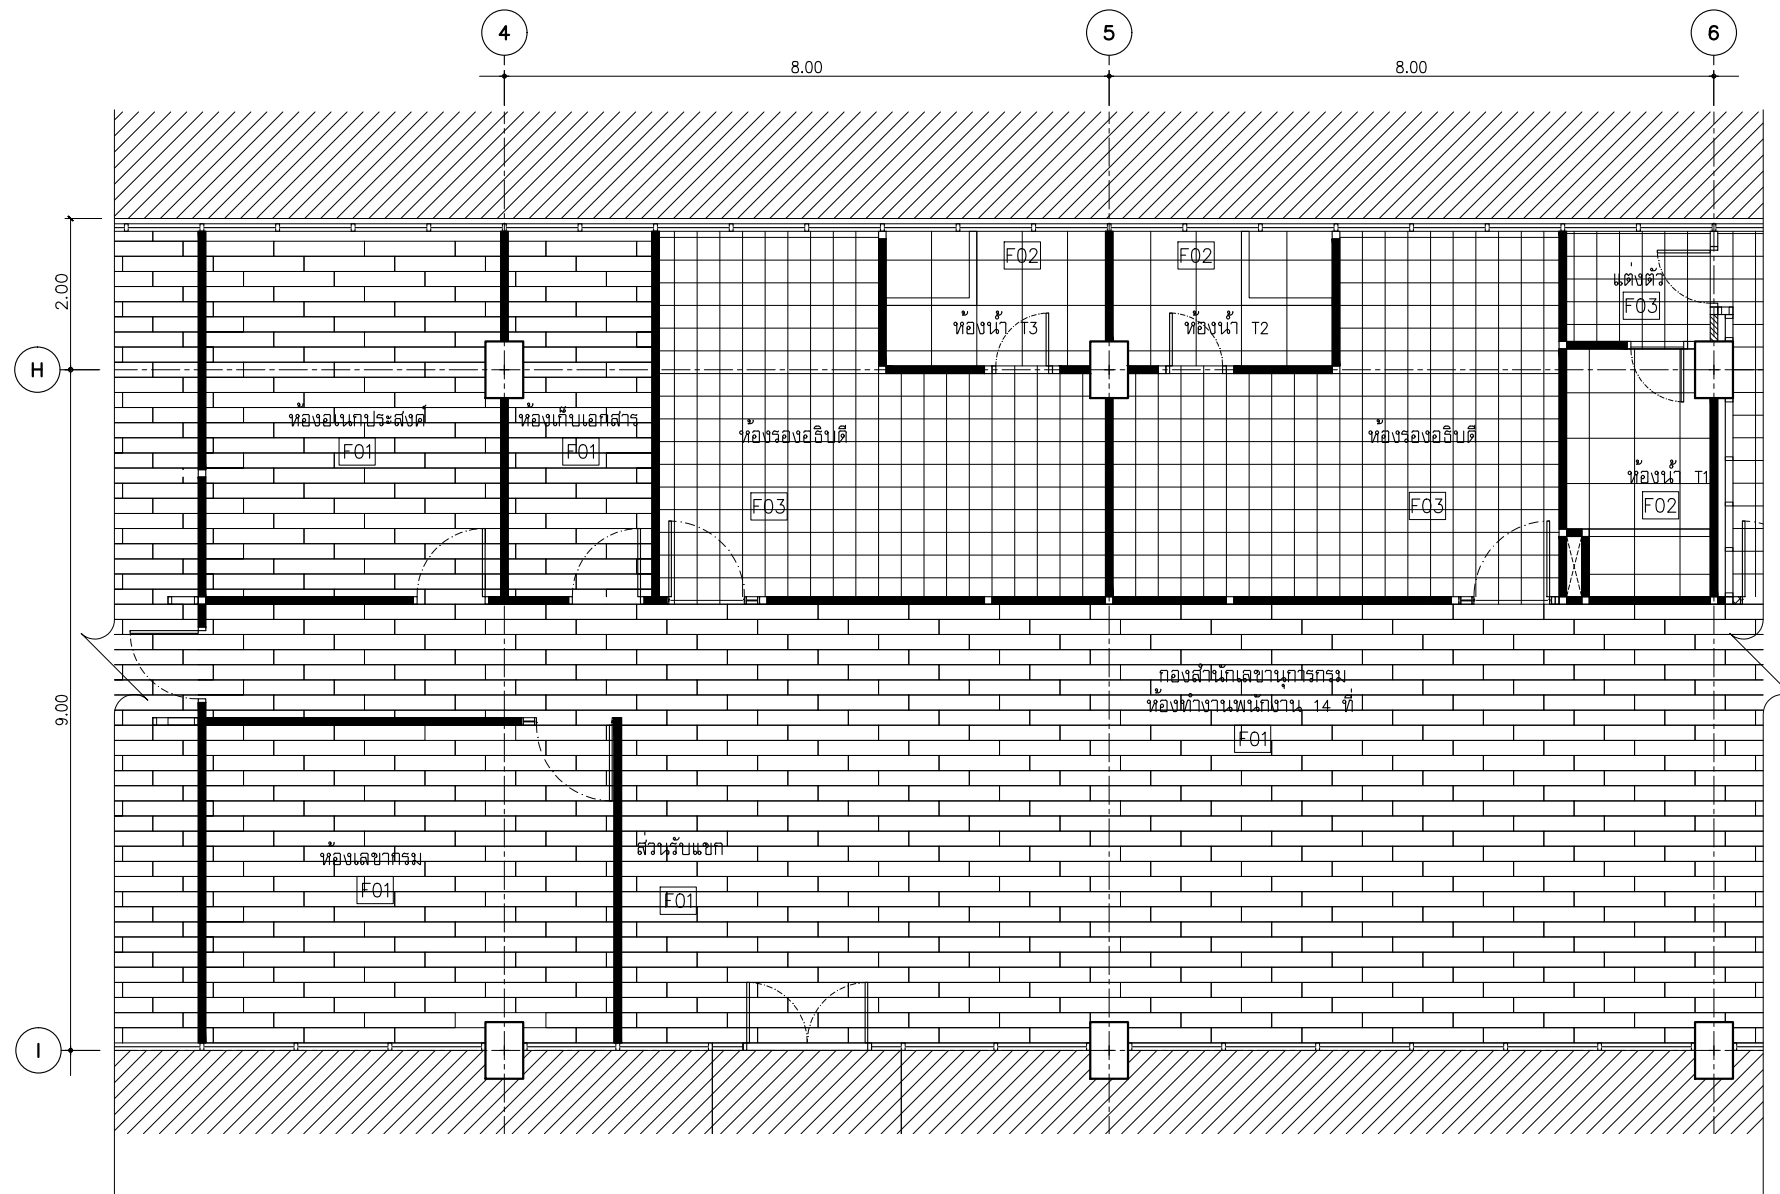 4
5
6
8.00
8.00
2.00
H
9.00
I
F02
F02
แต่งตัว
F03
ห้องน้ำ T3
ห้องน้ำ T2
ห้องอเนกประสงค์
F01
ห้องเก็บเอกสาร
F01
ห้องรองอธิบดี
F03
ห้องรองอธิบดี
F03
ห้องน้ำ T1
F02
กองสำนักเลขานุการกรม
ห้องทำงานพนักงาน 14 ที่
F01
ห้องเลขากรม
F01
ส่วนรับแขก
F01